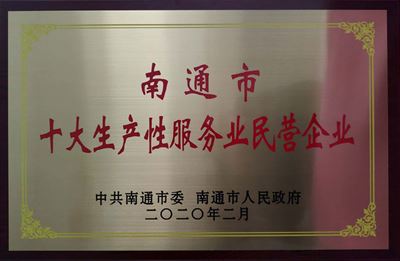 南通市
十大生产性服务业民营企业
中共南通市委 南通市人民政府
二〇二〇年二月